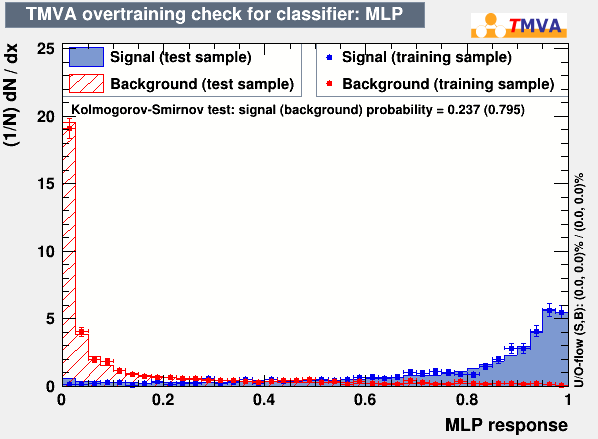 TMVA overtraining check for classifier: MLP
TMVA
(1/N) dN / dx
25
20
15
10
5
0
Signal (test sample)
Background (test sample)
Signal (training sample)
Background (training sample)
Kolmogorov-Smirnov test: signal (background) probability = 0.237 (0.795)
U/O-flow (S,B): (0.0, 0.0)% / (0.0, 0.0)%
0 0.2 0.4 0.6 0.8 1
MLP response